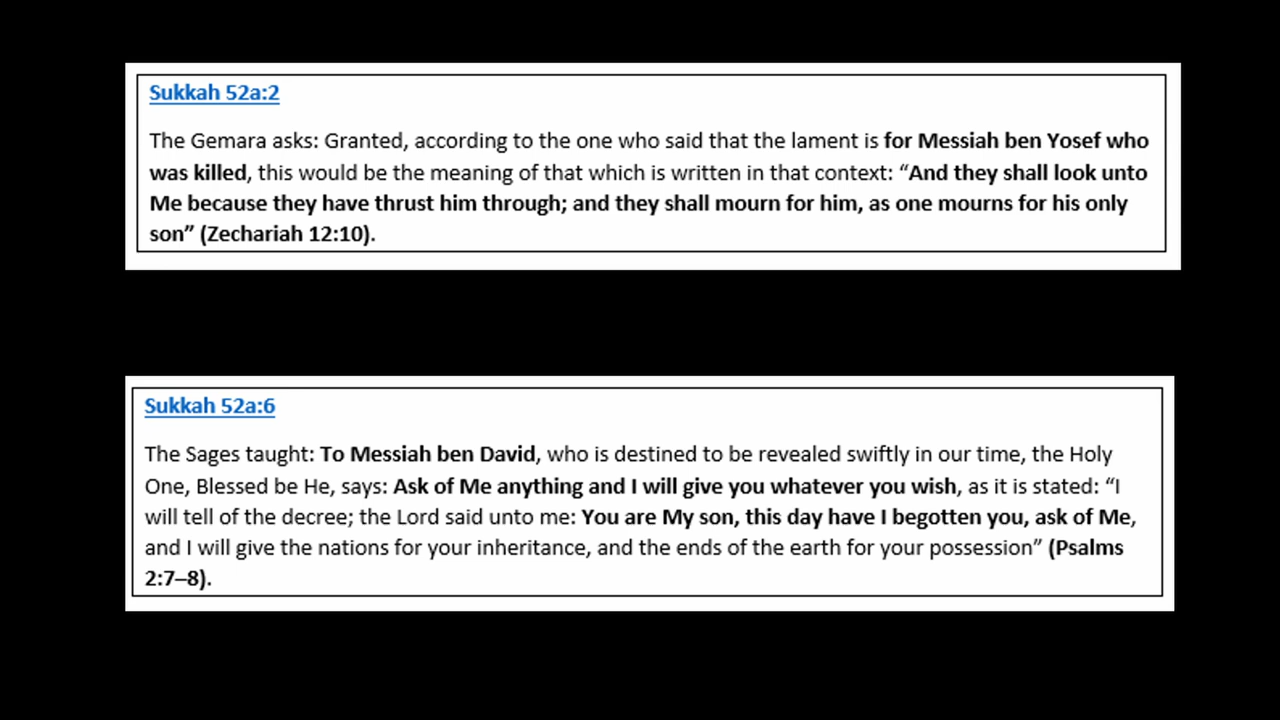 Sukkah 52a:2
The Gemara asks: Granted, according to the one who said that the lament is for Messiah ben Yosef who
was killed, this would be the meaning of that which is written in that context: “And they shall look unto
Me because they have thrust him through; and they shall mourn for him, as one mourns for his only
son” (Zechariah 12:10).
Sukkah 52a:6
The Sages taught: To Messiah ben David, who is destined to be revealed swiftly in our time, the Holy
One, Blessed be He, says: Ask of Me anything and I will give you whatever you wish, as it is stated: “I
will tell of the decree; the Lord said unto me: You are My son, this day have I begotten you, ask of Me,
and I will give the nations for your inheritance, and the ends of the earth for your possession” (Psalms
2:7–8).